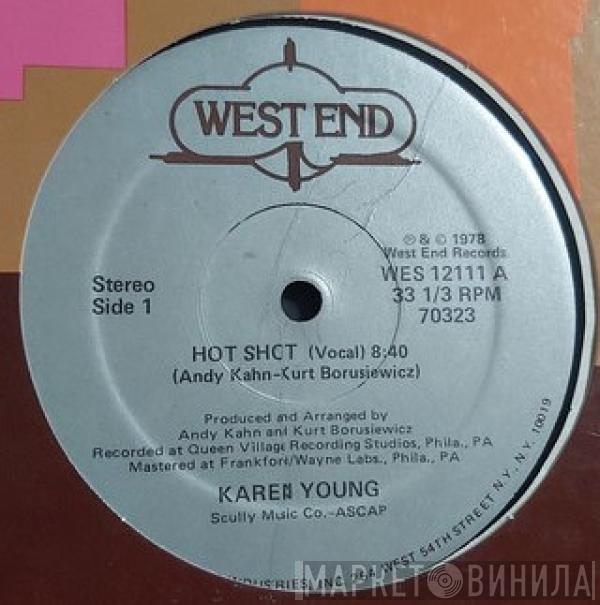 WEST END
℗ & © 1978
West End Records
WES 12111 A
33 1/3 RPM
70323
Stereo
Side 1
HOT SHOT (Vocal) 8:40
(Andy Kahn-Kurt Borusiewicz)
Produced and Arranged by
Andy Kahn and Kurt Borusiewicz
Recorded at Queen Village Recording Studios, Phila., PA
Mastered at Frankford/Wayne Labs., Phila., PA
KAREN YOUNG
Scully Music Co.-ASCAP
INC. 254 WEST 54TH STREET N.Y., N.Y. 10019
МАРКЕТ ВИНИЛА